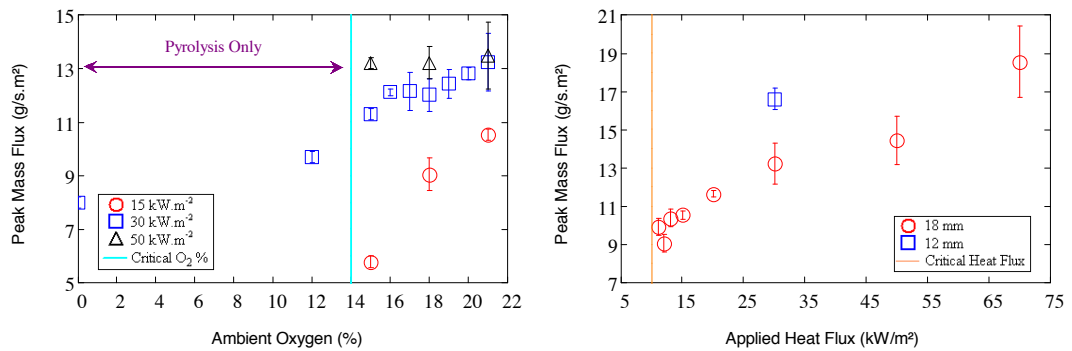 15
13
11
9
7
5
Peak Mass Flux (g/s.m²)
Pyrolysis Only
15 kW.m⁻²
30 kW.m⁻²
50 kW.m⁻²
Critical O₂ %
0 2 4 6 8 10 12 14 16 18 20 22
Ambient Oxygen (%)
21
19
17
15
13
11
9
7
Peak Mass Flux (g/s.m²)
18 mm
12 mm
Critical Heat Flux
5 15 25 35 45 55 65 75
Applied Heat Flux (kW/m²)